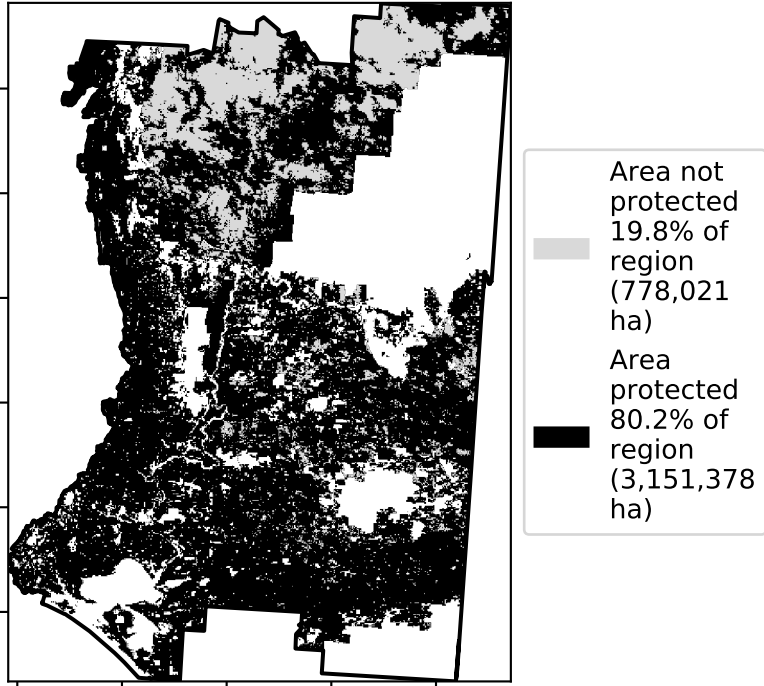 Area not
protected
19.8% of
region
(778,021
ha)
Area
protected
80.2% of
region
(3,151,378
ha)